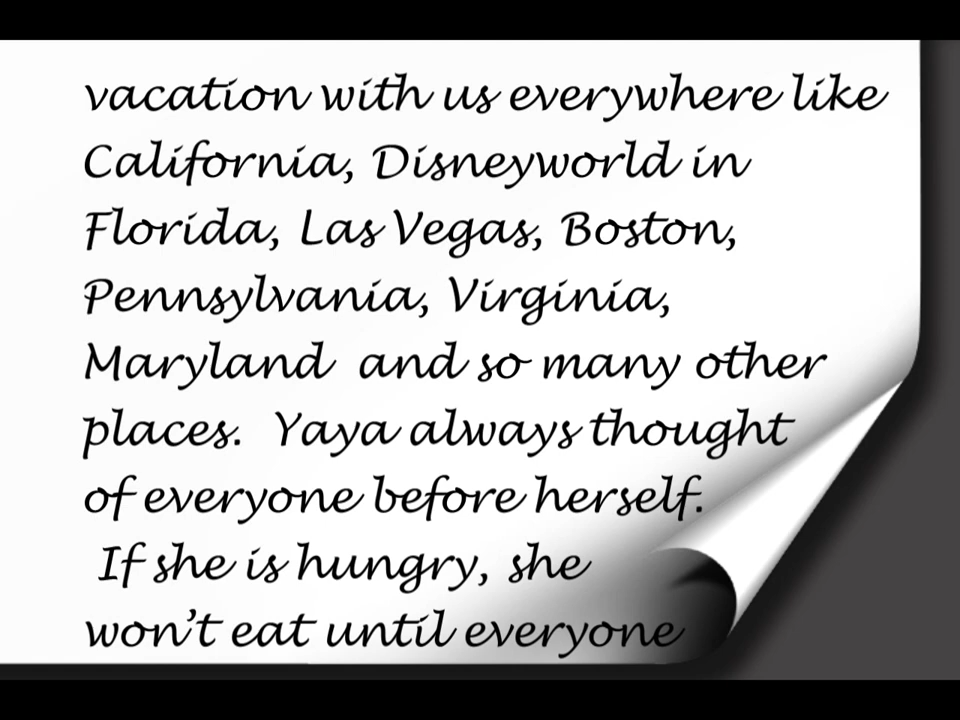 vacation with us everywhere like
California, Disneyworld in
Florida, Las Vegas, Boston,
Pennsylvania, Virginia,
Maryland  and so many other
places.  Yaya always thought
of everyone before herself.
If she is hungry, she
won't eat until everyone